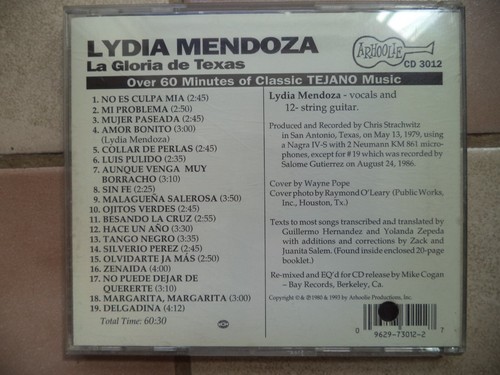 LYDIA MENDOZA
La Gloria de Texas
ARHOOLIE
CD 3012
Over 60 Minutes of Classic TEJANO Music
1. NO ES CULPA MIA (2:45)
2. MI PROBLEMA (2:50)
3. MUJER PASEADA (2:45)
4. AMOR BONITO (3:00)
(Lydia Mendoza)
5. COLLAR DE PERLAS (2:45)
6. LUIS PULIDO (2:35)
7. AUNQUE VENGA MUY
BORRACHO (3:10)
8. SIN FE (2:25)
9. MALAGUEÑA SALEROSA (3:50)
10. OJITOS VERDES (2:45)
11. BESANDO LA CRUZ (2:55)
12. HACE UN AÑO (3:30)
13. TANGO NEGRO (3:35)
14. SILVERIO PEREZ (2:45)
15. OLVIDARTE JA MÁS (2:50)
16. ZENAIDA (4:00)
17. NO PUEDE DEJAR DE
QUERERTE (4:00)
18. MARGARITA, MARGARITA (3:00)
19. DELGADINA (4:12)
Total Time: 60:30
Lydia Mendoza - vocals and
12- string guitar.
Produced and Recorded by Chris Strachwitz
in San Antonio, Texas, on May 13, 1979, using
a Nagra IV-S with 2 Neumann KM 861 micro-
phones, except for #19 which was recorded by
Salome Gutierrez on August 24, 1986.
Cover by Wayne Pope
Cover photo by Raymond O'Leary (Public Works,
Inc., Houston, Tx.)
Texts to most songs transcribed and translated by
Guillermo Hernandez and Yolanda Zepeda
with additions and corrections by Zack and
Juanita Salem. (Found inside enclosed 20-page
booklet.)
Re-mixed and EQ'd for CD release by Mike Cogan
– Bay Records, Berkeley, Ca.
Copyright © & ℗ 1980 & 1993 by Arhoolie Productions, Inc.
0 9629-73012-2 7